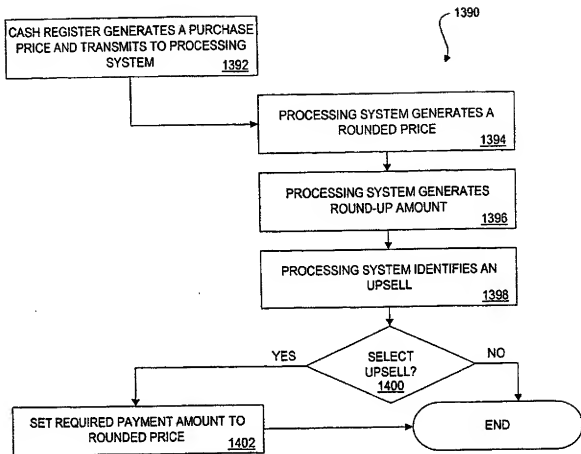 1390
CASH REGISTER GENERATES A PURCHASE
PRICE AND TRANSMITS TO PROCESSING
SYSTEM
1392
PROCESSING SYSTEM GENERATES A
ROUNDED PRICE
1394
PROCESSING SYSTEM GENERATES
ROUND-UP AMOUNT
1396
PROCESSING SYSTEM IDENTIFIES AN
UPSELL
1398
YES
SELECT
UPSELL?
1400
NO
SET REQUIRED PAYMENT AMOUNT TO
ROUNDED PRICE
1402
END